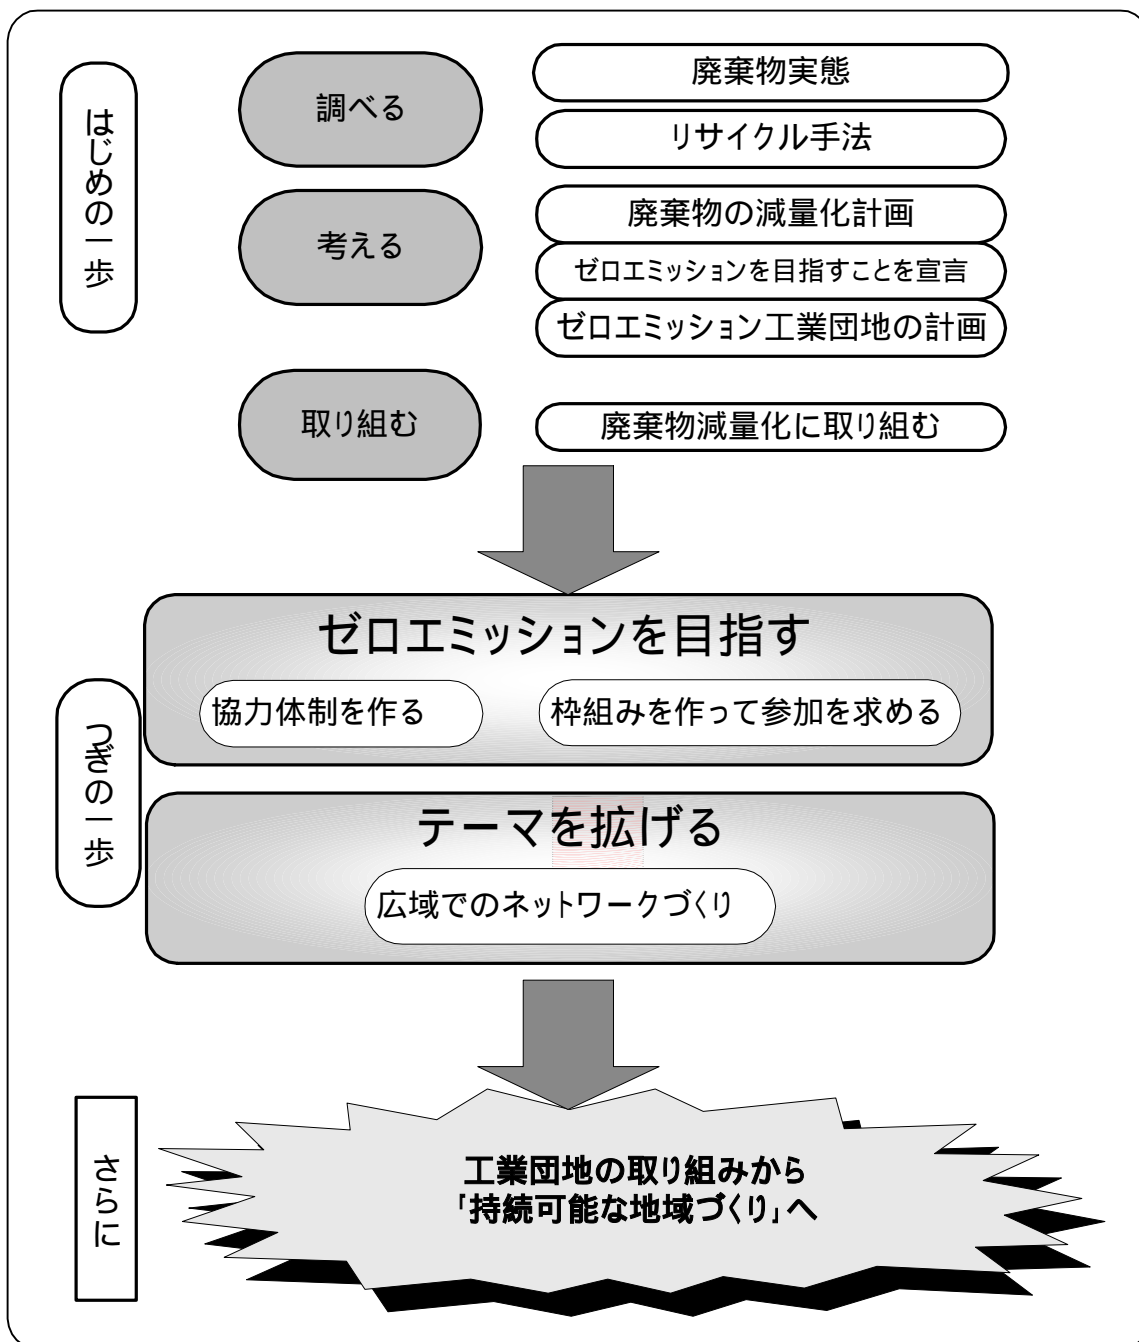 はじめの一歩
調べる
廃棄物実態
リサイクル手法
考える
廃棄物の減量化計画
ゼロエミッションを目指すことを宣言
ゼロエミッション工業団地の計画
取り組む
廃棄物減量化に取り組む
つぎの一歩
ゼロエミッションを目指す
協力体制を作る
枠組みを作って参加を求める
テーマを拡げる
広域でのネットワークづくり
さらに
工業団地の取り組みから
｢持続可能な地域づくり｣へ